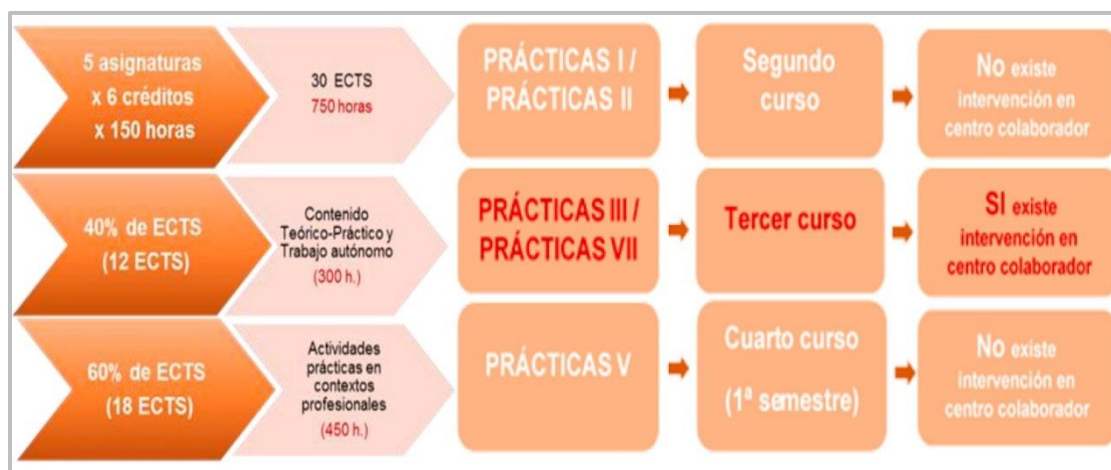 5 asignaturas
x 6 créditos
x 150 horas
30 ECTS
750 horas
PRÁCTICAS I /
PRÁCTICAS II
Segundo
curso
No existe
intervención en
centro colaborador
40% de ECTS
(12 ECTS)
Contenido
Teórico-Práctico y
Trabajo autónomo
(300 h.)
PRÁCTICAS III /
PRÁCTICAS VII
Tercer curso
SI existe
intervención en
centro colaborador
60% de ECTS
(18 ECTS)
Actividades
prácticas en
contextos
profesionales
(450 h.)
PRÁCTICAS V
Cuarto curso
(1ª semestre)
No existe
intervención en
centro colaborador